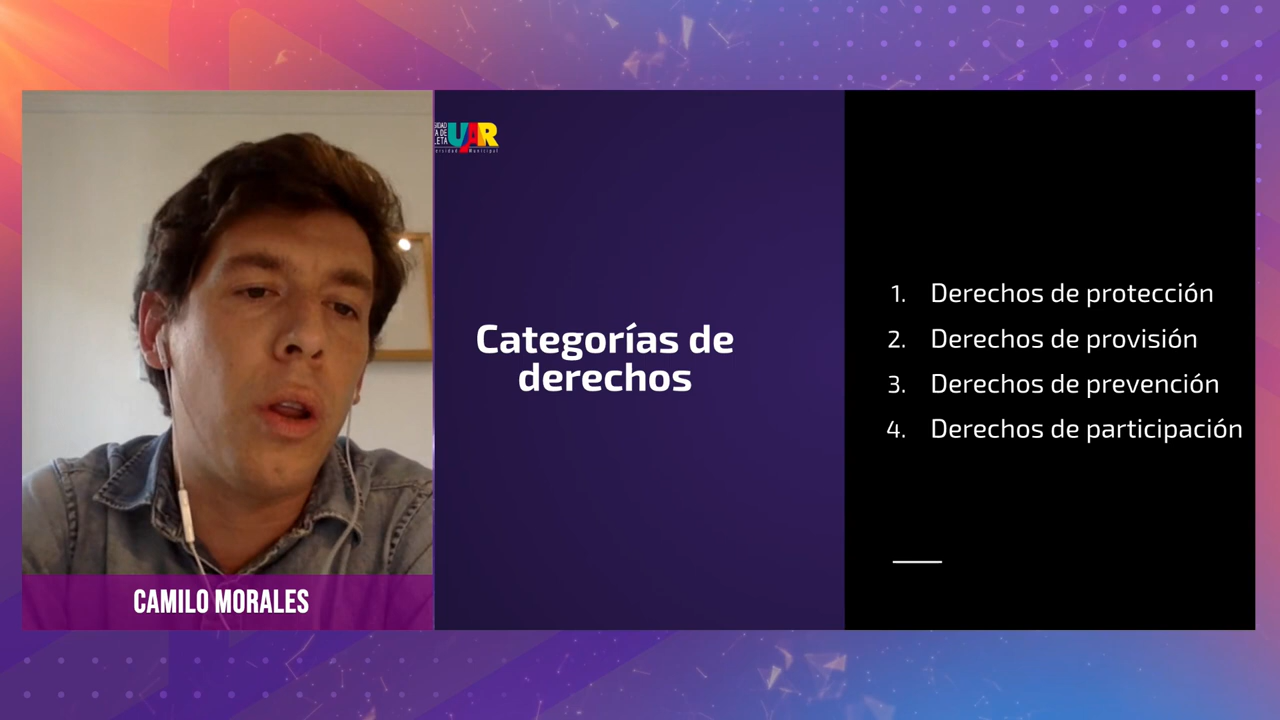 UAR
CAMILO MORALES
Categorías de
derechos
1. Derechos de protección
2. Derechos de provisión
3. Derechos de prevención
4. Derechos de participación